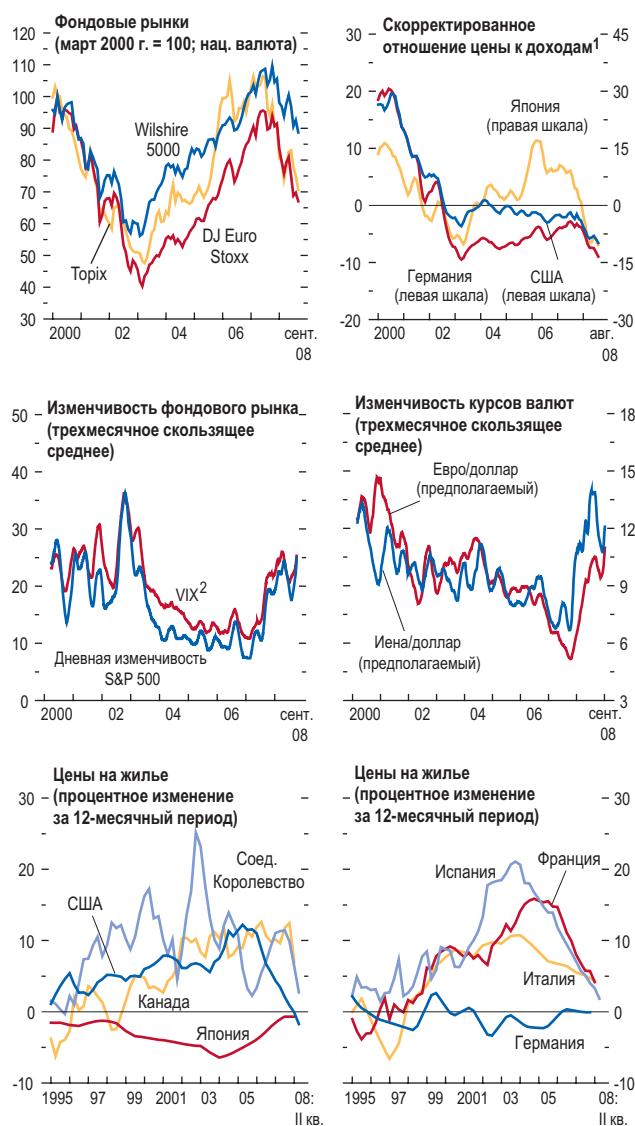 Фондовые рынки
(март 2000 г. = 100; нац. валюта)
120
110
100
90
80
70
60
50
40
30
Wilshire
5000
DJ Euro
Stoxx
Topix
2000 02 04 06 сент.
08
Скорректированное
отношение цены к доходам1
30
20
10
0
-10
-20
45
30
15
0
-15
-30
Япония
(правая шкала)
Германия
(левая шкала)
США
(левая шкала)
2000 02 04 06 авг.
08
Изменчивость фондового рынка
(трехмесячное скользящее
среднее)
50
40
30
20
10
0
VIX2
Дневная изменчивость
S&P 500
2000 02 04 06 сент.
08
Изменчивость курсов валют
(трехмесячное скользящее
среднее)
18
15
12
9
6
3
Евро/доллар
(предполагаемый)
Иена/доллар
(предполагаемый)
2000 02 04 06 сент.
08
Цены на жилье
(процентное изменение
за 12-месячный период)
30
20
10
0
-10
Соед.
Королевство
США
Канада
Япония
1995 97 99 2001 03 05 08:
II кв.
Цены на жилье
(процентное изменение
за 12-месячный период)
30
20
10
0
-10
Испания
Франция
Италия
Германия
1995 97 99 2001 03 05 08:
II кв.